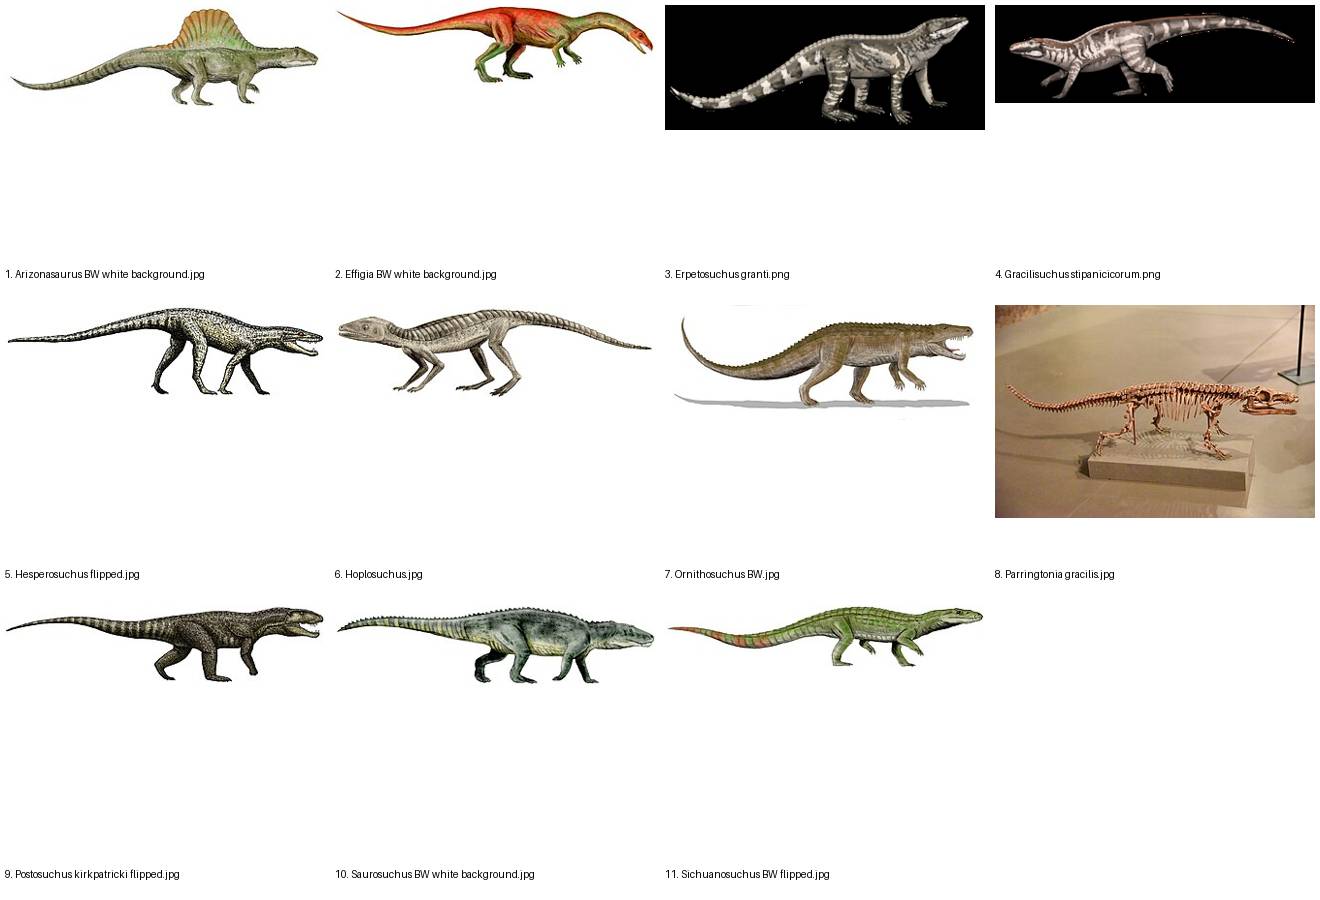 1. Arizonasaurus BW white background.jpg
2. Effigia BW white background.jpg
3. Erpetosuchus granti.png
4. Gracilisuchus stipanicicorum.png
5. Hesperosuchus flipped.jpg
6. Hoplosuchus.jpg
7. Ornithosuchus BW.jpg
8. Parringtonia gracilis.jpg
9. Postosuchus kirkpatricki flipped.jpg
10. Saurosuchus BW white background.jpg
11. Sichuanosuchus BW flipped.jpg